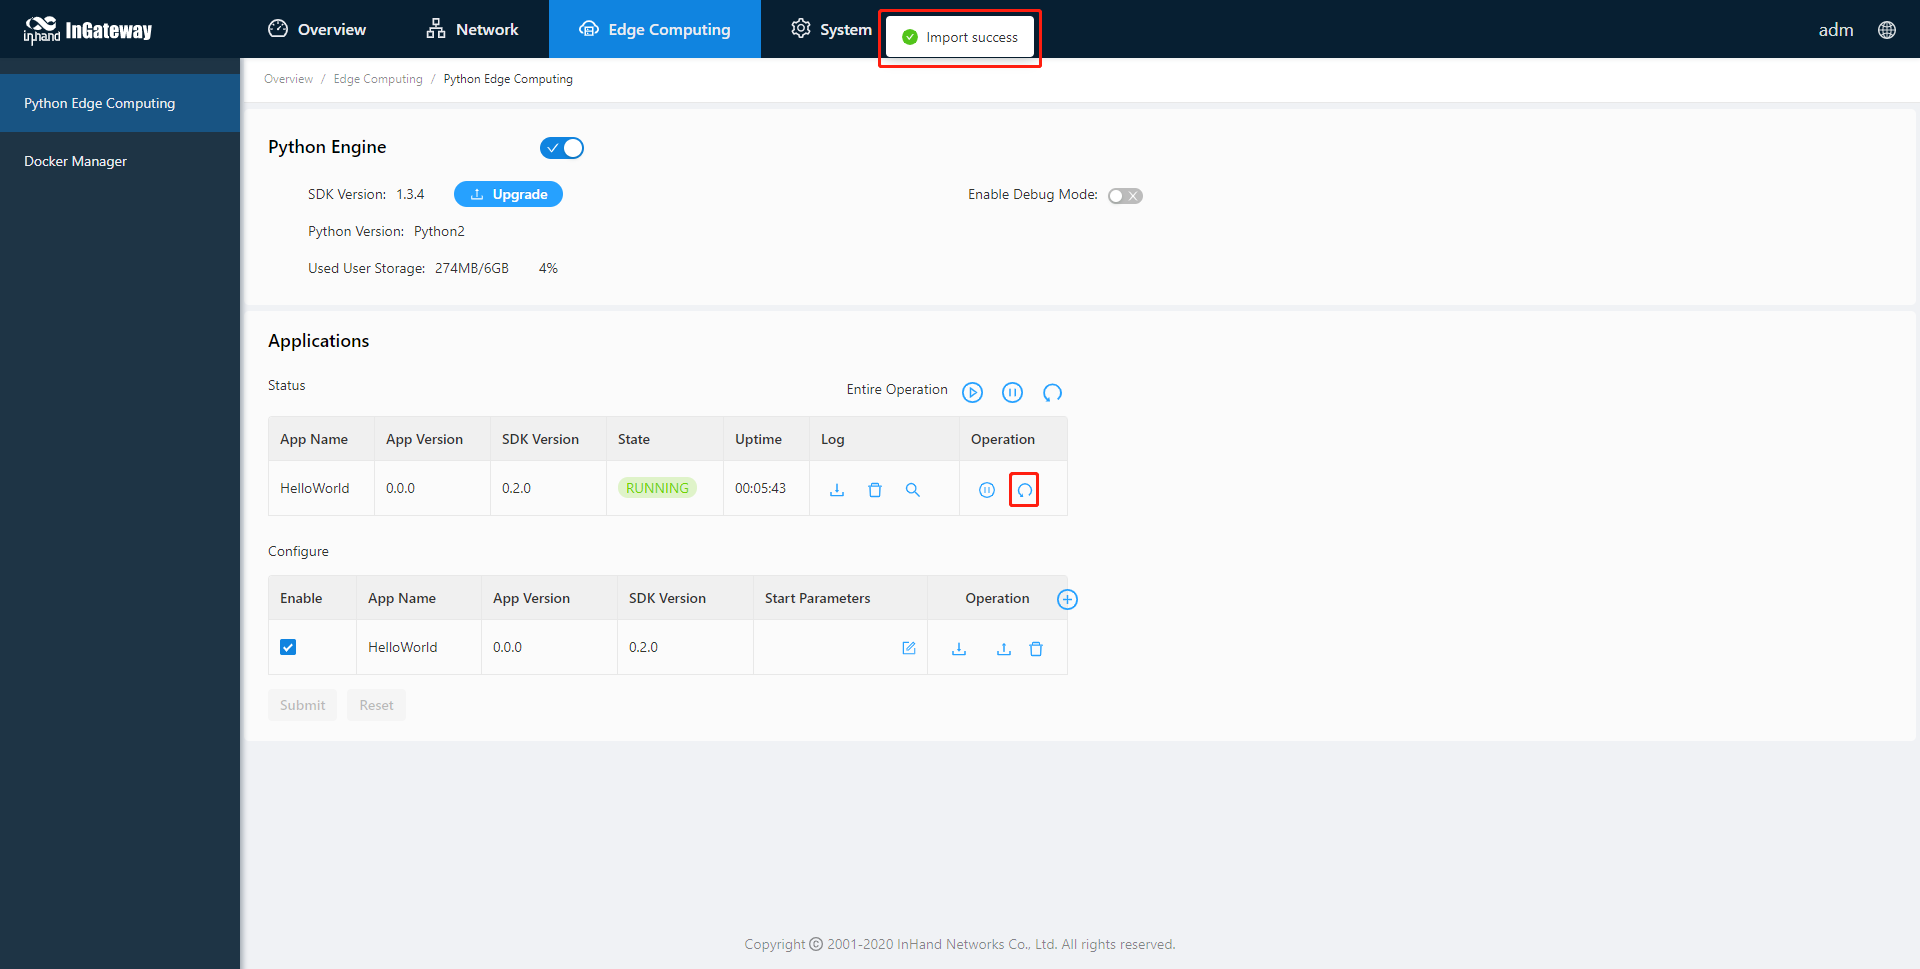 inhand InGateway
Overview
Network
Edge Computing
System
Import success
adm
Python Edge Computing
Docker Manager
Overview / Edge Computing / Python Edge Computing
Python Engine
SDK Version: 1.3.4
Upgrade
Enable Debug Mode:
Python Version: Python2
Used User Storage: 274MB/6GB 4%
Applications
Status
Entire Operation
App Name App Version SDK Version State Uptime Log Operation
HelloWorld 0.0.0 0.2.0 RUNNING 00:05:43
Configure
Enable App Name App Version SDK Version Start Parameters Operation
HelloWorld 0.0.0 0.2.0
Submit Reset
Copyright © 2001-2020 InHand Networks Co., Ltd. All rights reserved.